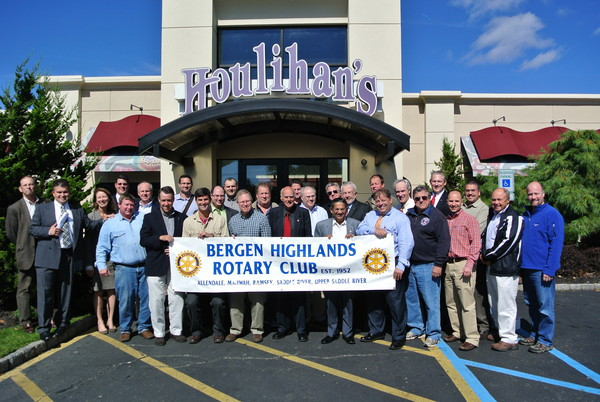 Houlihan's
BERGEN HIGHLANDS
ROTARY CLUB EST. 1952
ALLENDALE, MAHWAH, RAMSEY, SADDLE RIVER, UPPER SADDLE RIVER